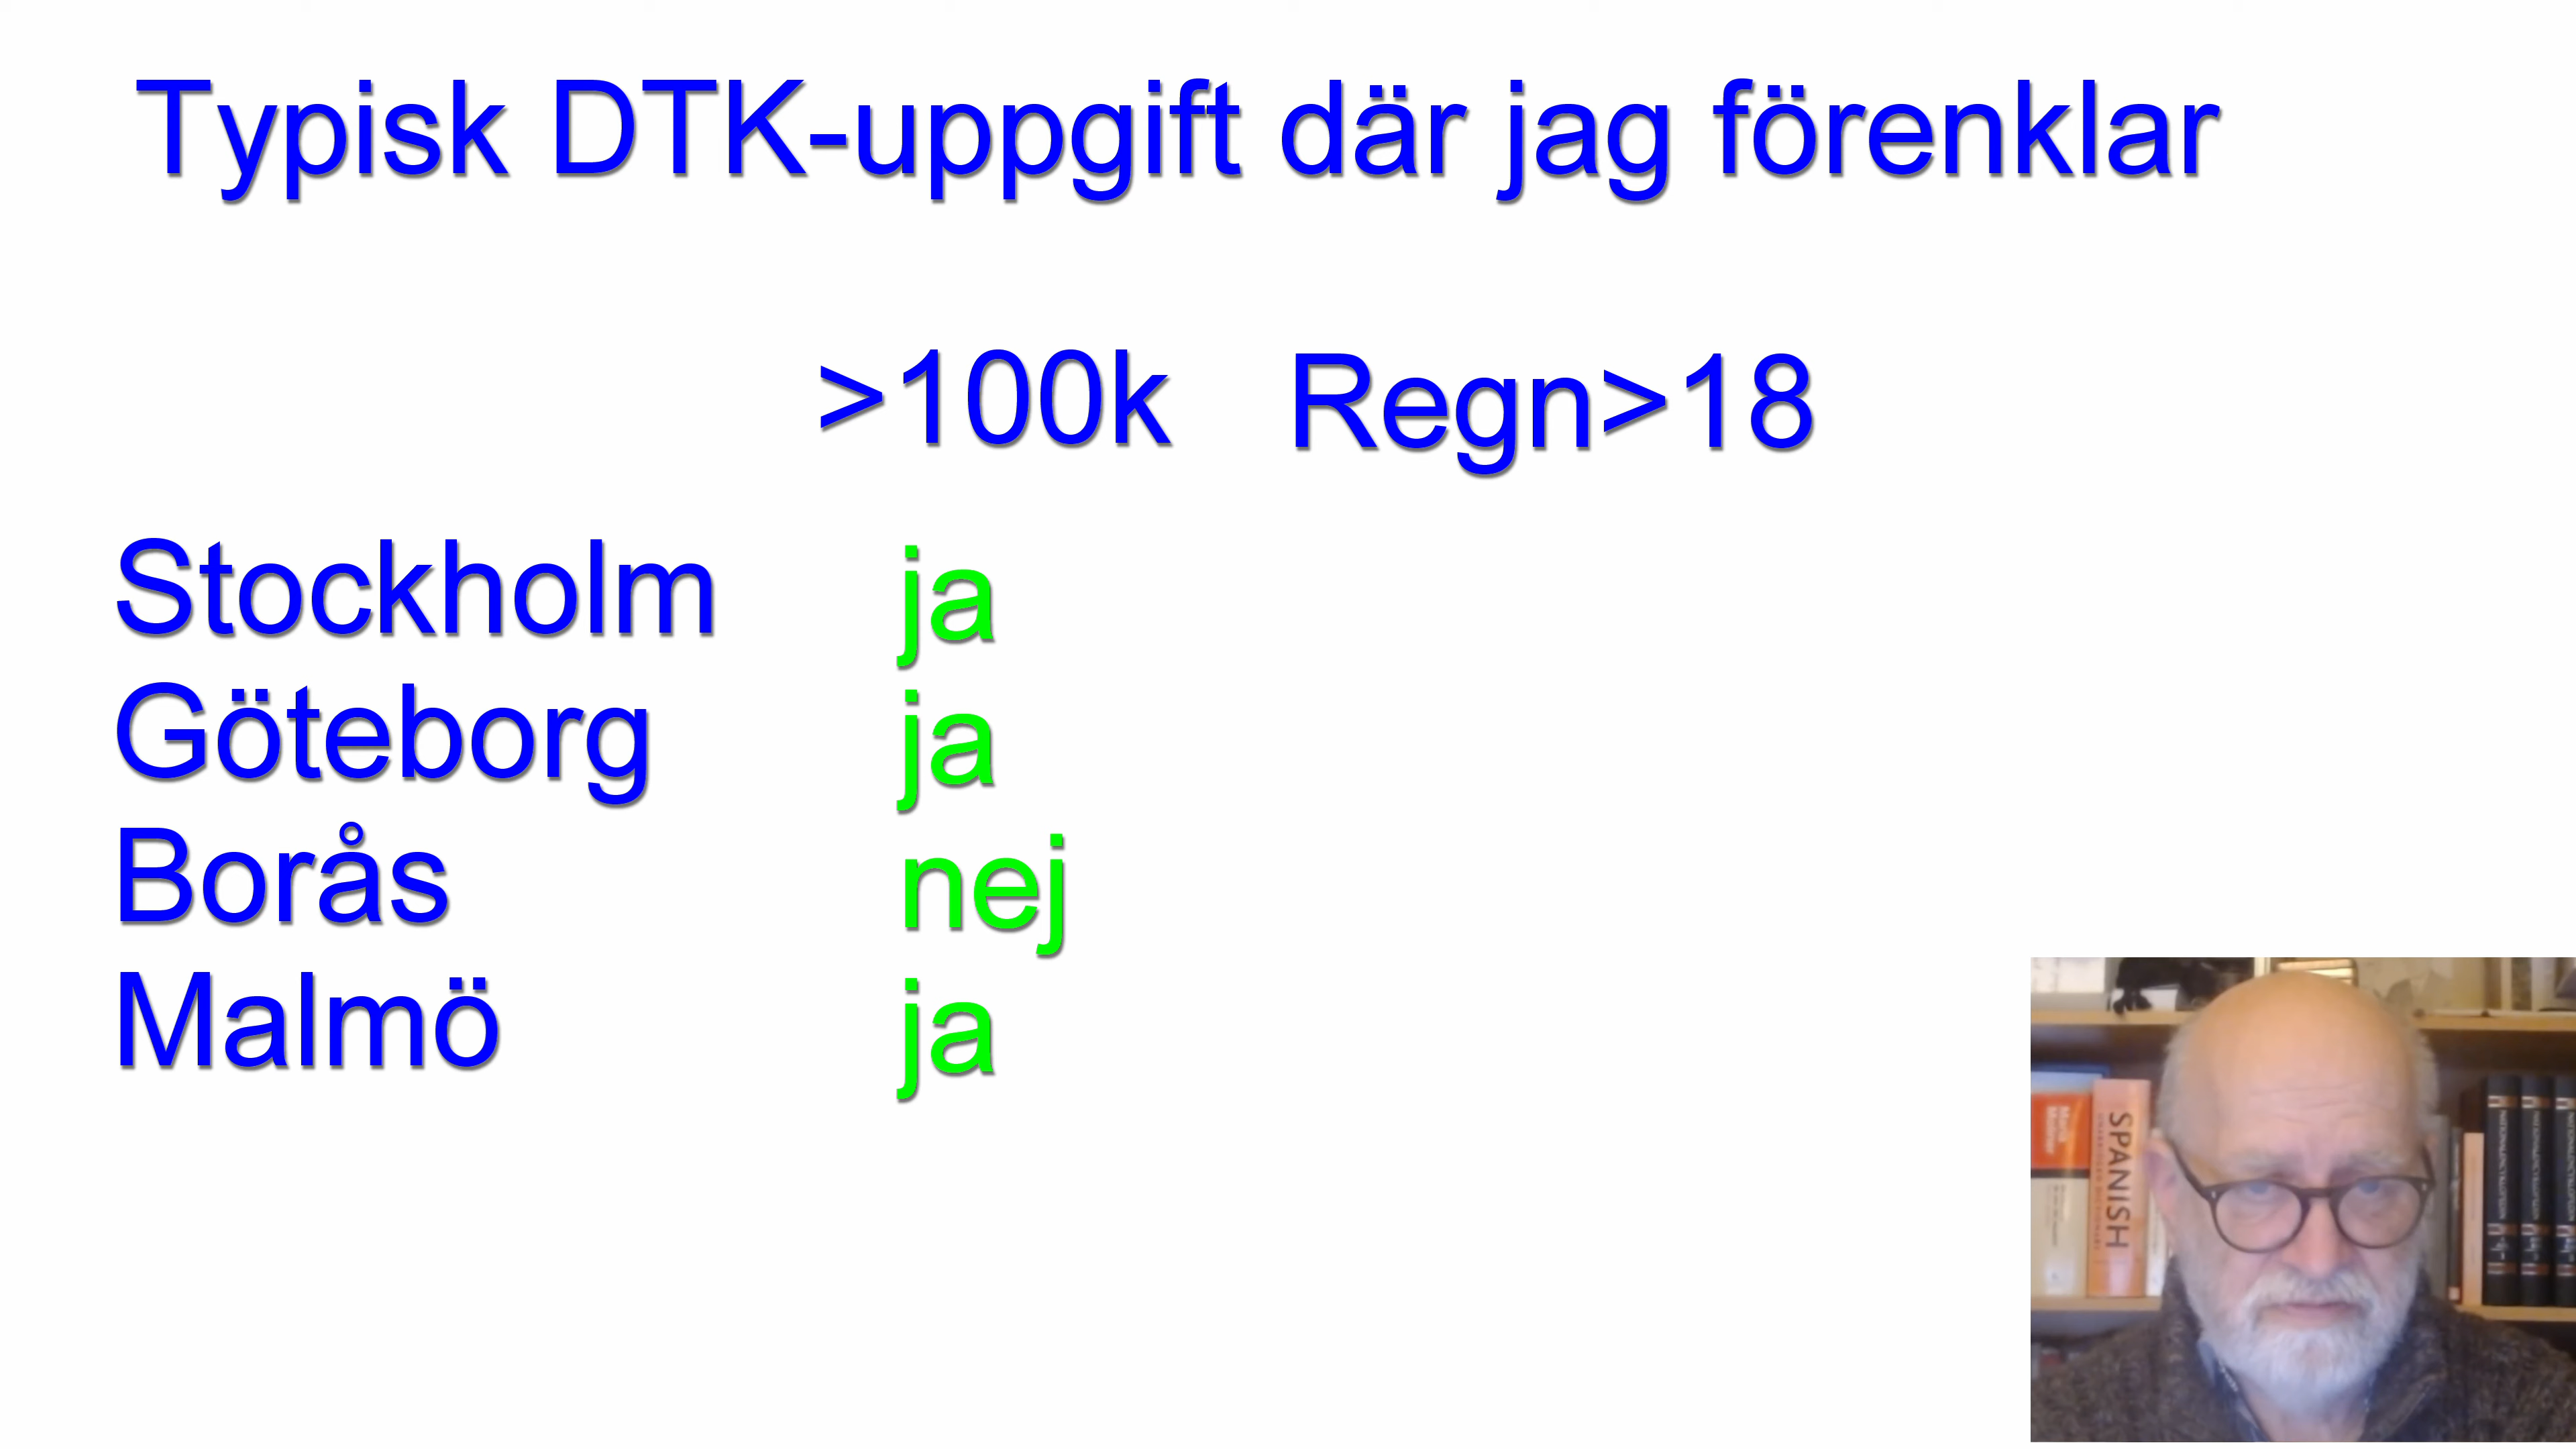 Typisk DTK-uppgift där jag förenklar
>100k Regn>18
Stockholm ja
Göteborg ja
Borås nej
Malmö ja
SPANISH